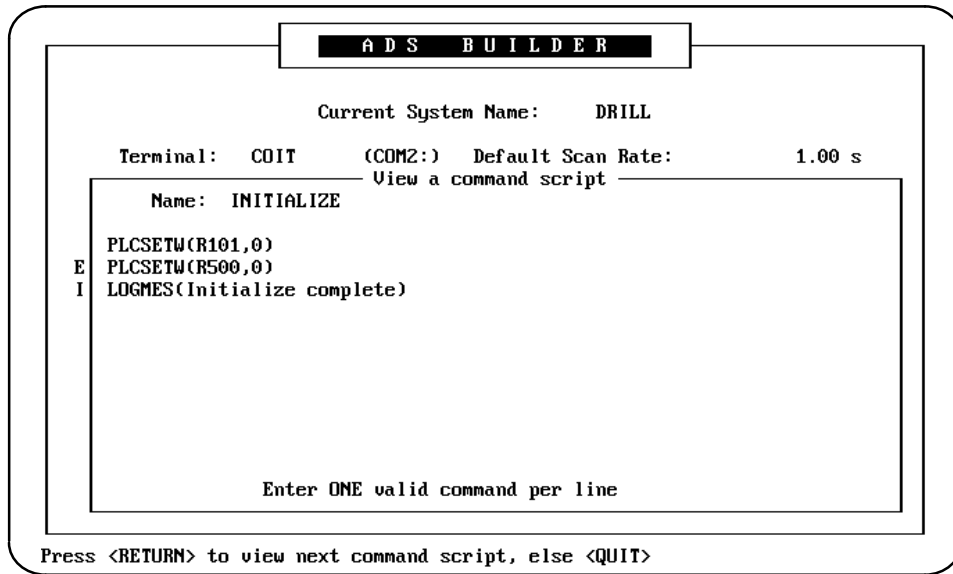 ADS BUILDER
Current System Name: DRILL
Terminal: COIT (COM2:) Default Scan Rate: 1.00 s
View a command script
Name: INITIALIZE
PLCSETW(R101,0)
E PLCSETW(R500,0)
I LOGMES(Initialize complete)
Enter ONE valid command per line
Press <RETURN> to view next command script, else <QUIT>